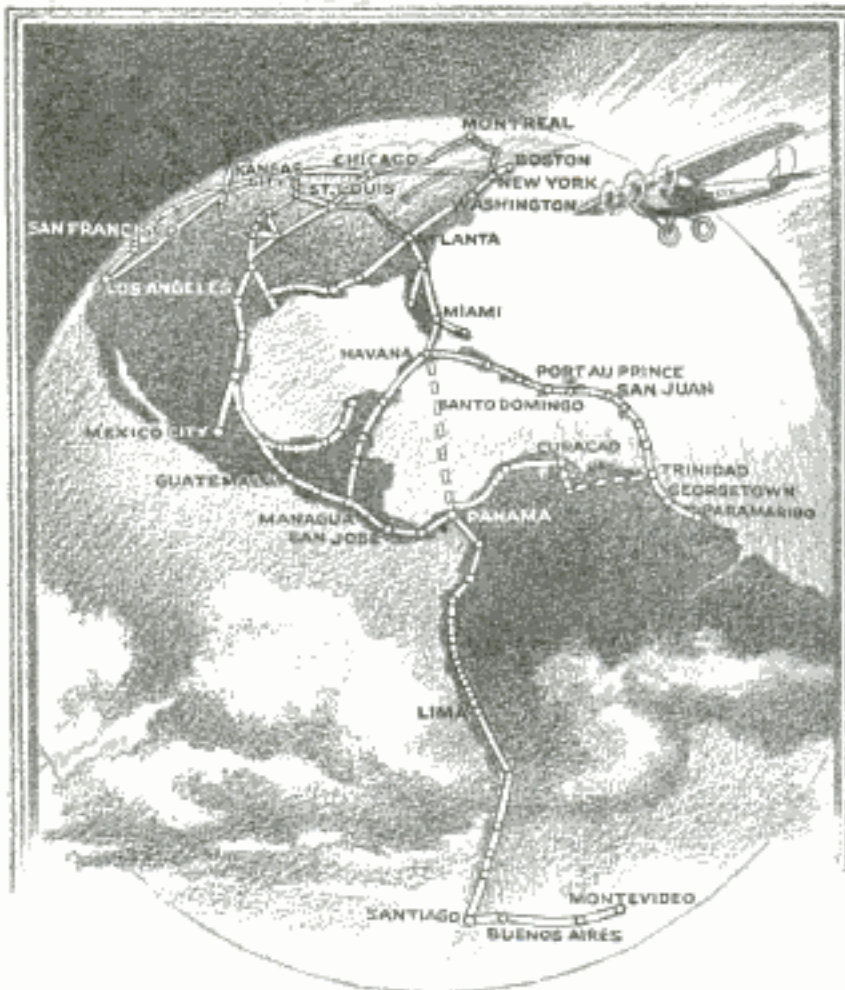 MONTREAL
CHICAGO
BOSTON
KANSAS
CITY
ST. LOUIS
NEW YORK
WASHINGTON
SAN FRANCISCO
ATLANTA
LOS ANGELES
MIAMI
HAVANA
PORT AU PRINCE
SAN JUAN
SANTO DOMINGO
MEXICO CITY
CURACAO
TRINIDAD
GUATEMALA
GEORGETOWN
PARAMARIBO
MANAGUA
PANAMA
SAN JOSE
LIMA
MONTEVIDEO
SANTIAGO
BUENOS AIRES